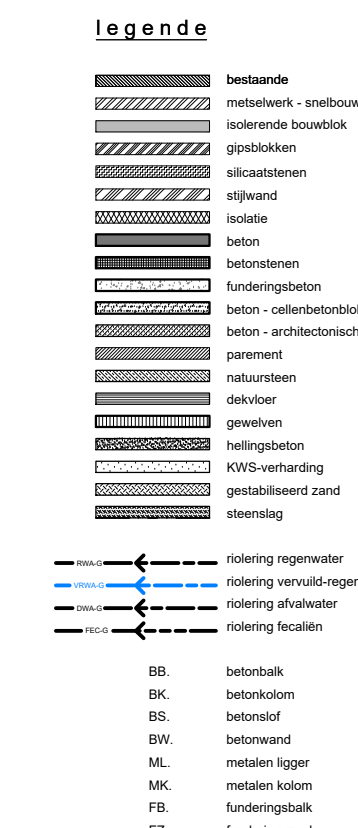 legende
bestaande
metselwerk - snelbouw
isolerende bouwblok
gipsblokken
silicaatstenen
stijlwand
isolatie
beton
betonstenen
funderingsbeton
beton - cellenbetonblok
beton - architectonisch
parement
natuursteen
dekvloer
gewelven
hellingsbeton
KWS-verharding
gestabiliseerd zand
steenslag
RWA-G riolering regenwater
VRWA-G riolering vervuild-regen
DWA-G riolering afvalwater
FEC-G riolering fecaliën
BB. betonbalk
BK. betonkolom
BS. betonslof
BW. betonwand
ML. metalen ligger
MK. metalen kolom
FB. funderingsbalk